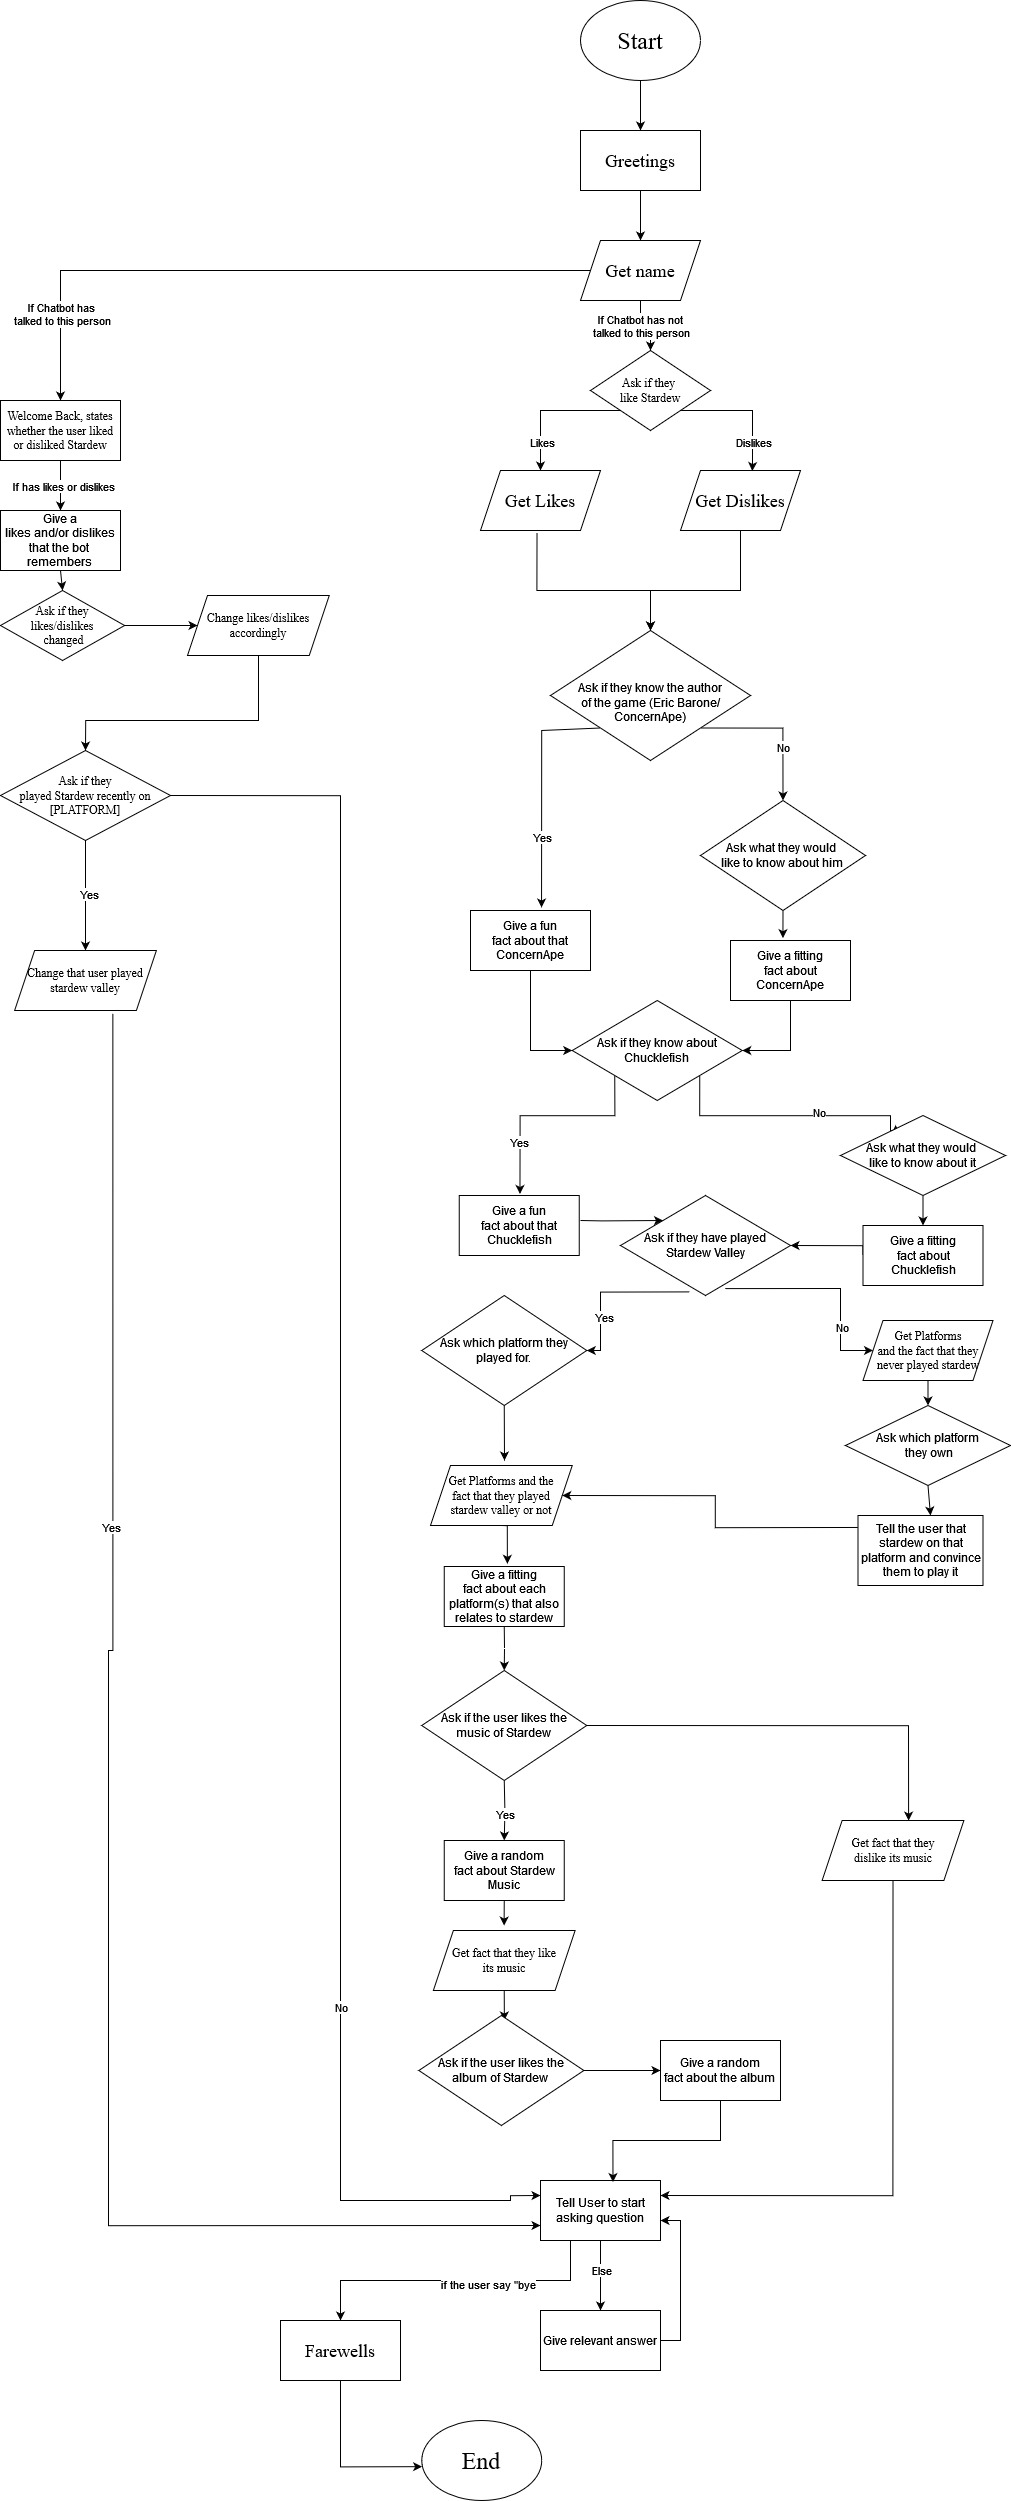 Start
Greetings
Get name
If Chatbot has
talked to this person
If Chatbot has not
talked to this person
Ask if they
like Stardew
Welcome Back, states
whether the user liked
or disliked Stardew
Likes
Dislikes
If has likes or dislikes
Get Likes
Get Dislikes
Give a
likes and/or dislikes
that the bot
remembers
Ask if they
likes/dislikes
changed
Change likes/dislikes
accordingly
Ask if they know the author
of the game (Eric Barone/
ConcernApe)
No
Ask if they
played Stardew recently on
[PLATFORM]
Yes
Ask what they would
like to know about him
Yes
Give a fun
fact about that
ConcernApe
Give a fitting
fact about
ConcernApe
Change that user played
stardew valley
Ask if they know about
Chucklefish
No
Yes
Ask what they would
like to know about it
Give a fun
fact about that
Chucklefish
Ask if they have played
Stardew Valley
Give a fitting
fact about
Chucklefish
Yes
No
Ask which platform they
played for.
Get Platforms
and the fact that they
never played stardew
Ask which platform
they own
Get Platforms and the
fact that they played
stardew valley or not
Yes
Tell the user that
stardew on that
platform and convince
them to play it
Give a fitting
fact about each
platform(s) that also
relates to stardew
Ask if the user likes the
music of Stardew
Yes
Give a random
fact about Stardew
Music
Get fact that they
dislike its music
Get fact that they like
its music
No
Ask if the user likes the
album of Stardew
Give a random
fact about the album
Tell User to start
asking question
Else
if the user say "bye
Give relevant answer
Farewells
End